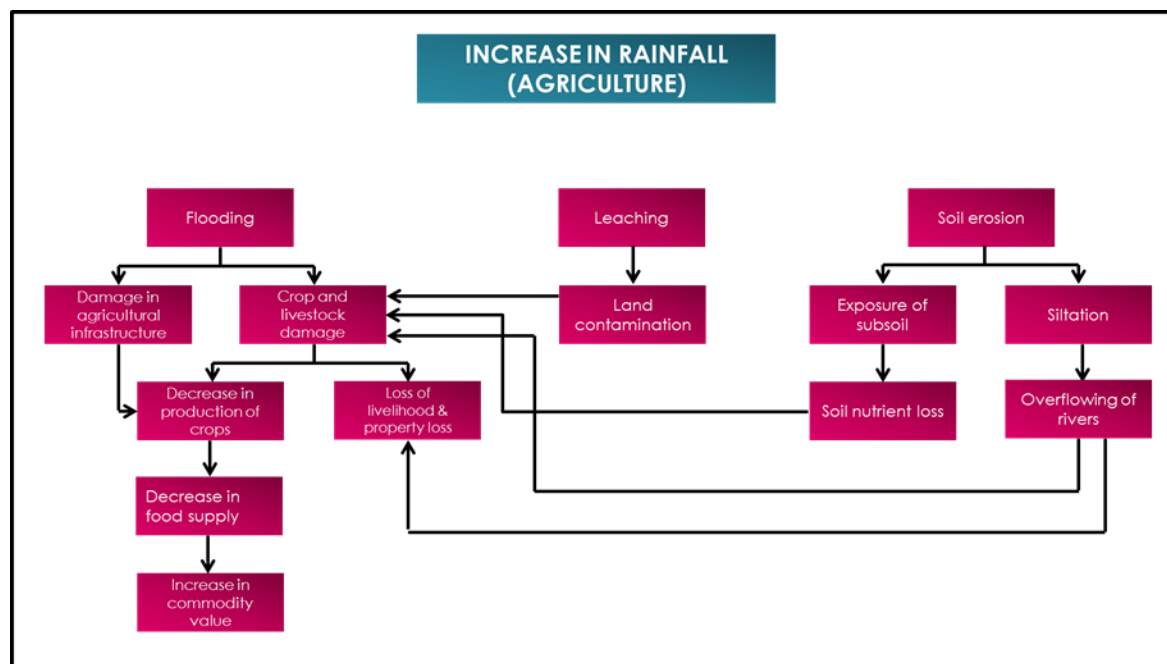 INCREASE IN RAINFALL
(AGRICULTURE)
Flooding
Leaching
Soil erosion
Damage in
agricultural
infrastructure
Crop and
livestock
damage
Land
contamination
Exposure of
subsoil
Siltation
Decrease in
production of
crops
Loss of
livelihood &
property loss
Soil nutrient loss
Overflowing of
rivers
Decrease in
food supply
Increase in
commodity
value